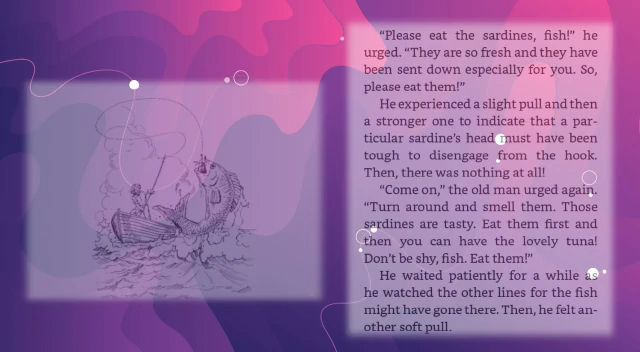 “Please eat the sardines, fish!” he
urged. “They are so fresh and they have
been sent down especially for you. So,
please eat them!”
He experienced a slight pull and then
a stronger one to indicate that a par-
ticular sardine’s head must have been
tough to disengage from the hook.
Then, there was nothing at all!
“Come on,” the old man urged again.
“Turn around and smell them. Those
sardines are tasty. Eat them first and
then you can have the lovely tuna!
Don’t be shy, fish. Eat them!”
He waited patiently for a while as
he watched the other lines for the fish
might have gone there. Then, he felt an-
other soft pull.